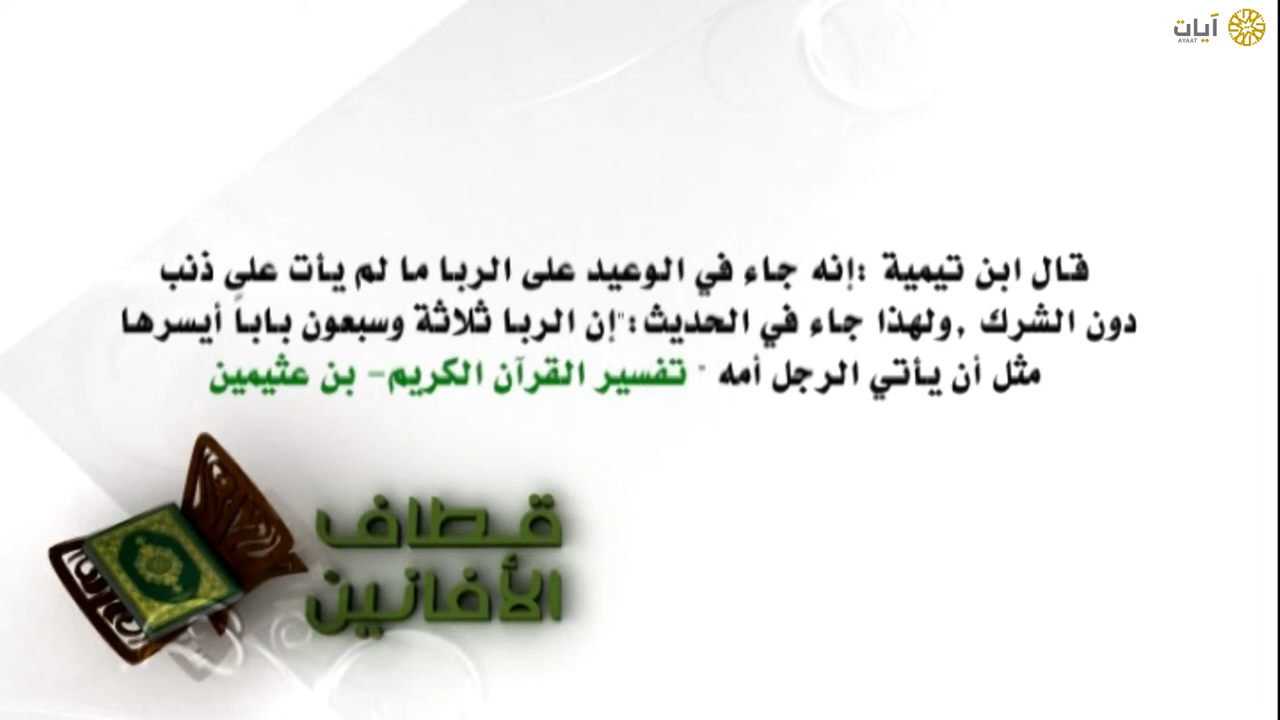 آيات
AYAAT
قال ابن تيمية :إنه جاء في الوعيد على الربا ما لم يأت على ذنب
دون الشرك ,ولهذا جاء في الحديث:"إن الربا ثلاثة وسبعون باباً أيسرها
مثل أن يأتي الرجل أمه " تفسير القرآن الكريم- بن عثيمين
قطاف
الأفانين